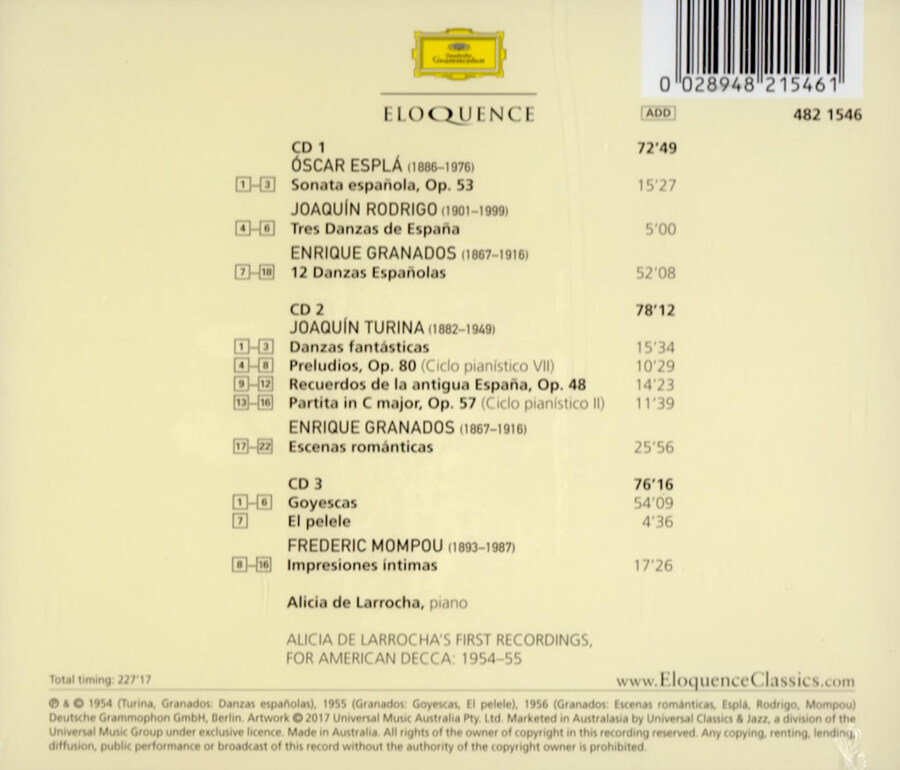 Deutsche
Grammophon
ELOQUENCE
0 028948 215461
ADD
482 1546
CD 1 72’49
ÓSCAR ESPLÁ (1886–1976)
1–3 Sonata española, Op. 53 15’27
JOAQUÍN RODRIGO (1901–1999)
4–6 Tres Danzas de España 5’00
ENRIQUE GRANADOS (1867–1916)
7–18 12 Danzas Españolas 52’08
CD 2 78’12
JOAQUÍN TURINA (1882–1949)
1–3 Danzas fantásticas 15’34
4–8 Preludios, Op. 80 (Ciclo pianístico VII) 10’29
9–12 Recuerdos de la antigua España, Op. 48 14’23
13–16 Partita in C major, Op. 57 (Ciclo pianístico II) 11’39
ENRIQUE GRANADOS (1867–1916)
17–22 Escenas románticas 25’56
CD 3 76’16
1–6 Goyescas 54’09
7 El pelele 4’36
FREDERIC MOMPOU (1893–1987)
8–16 Impresiones íntimas 17’26
Alicia de Larrocha, piano
ALICIA DE LARROCHA’S FIRST RECORDINGS,
FOR AMERICAN DECCA: 1954–55
Total timing: 227’17
www.EloquenceClassics.com
℗ & © 1954 (Turina, Granados: Danzas españolas), 1955 (Granados: Goyescas, El pelele), 1956 (Granados: Escenas románticas, Esplá, Rodrigo, Mompou)
Deutsche Grammophon GmbH, Berlin. Artwork © 2017 Universal Music Australia Pty. Ltd. Marketed in Australasia by Universal Classics & Jazz, a division of the
Universal Music Group under exclusive licence. Made in Australia. All rights of the owner of copyright in this recording reserved. Any copying, renting, lending,
diffusion, public performance or broadcast of this record without the authority of the copyright owner is prohibited.